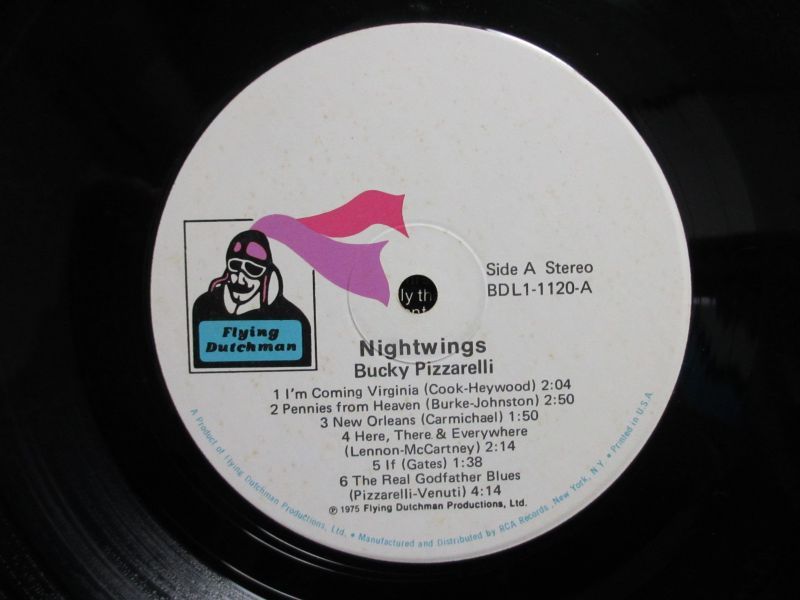 Flying
Dutchman
Side A Stereo
BDL1-1120-A
ly th
Nightwings
Bucky Pizzarelli
1 I'm Coming Virginia (Cook-Heywood) 2:04
2 Pennies from Heaven (Burke-Johnston) 2:50
3 New Orleans (Carmichael) 1:50
4 Here, There & Everywhere
(Lennon-McCartney) 2:14
5 If (Gates) 1:38
6 The Real Godfather Blues
(Pizzarelli-Venuti) 4:14
℗ 1975 Flying Dutchman Productions, Ltd.
A Product of Flying Dutchman Productions, Ltd. • Manufactured and Distributed by RCA Records, New York, N.Y. • Printed in U.S.A.